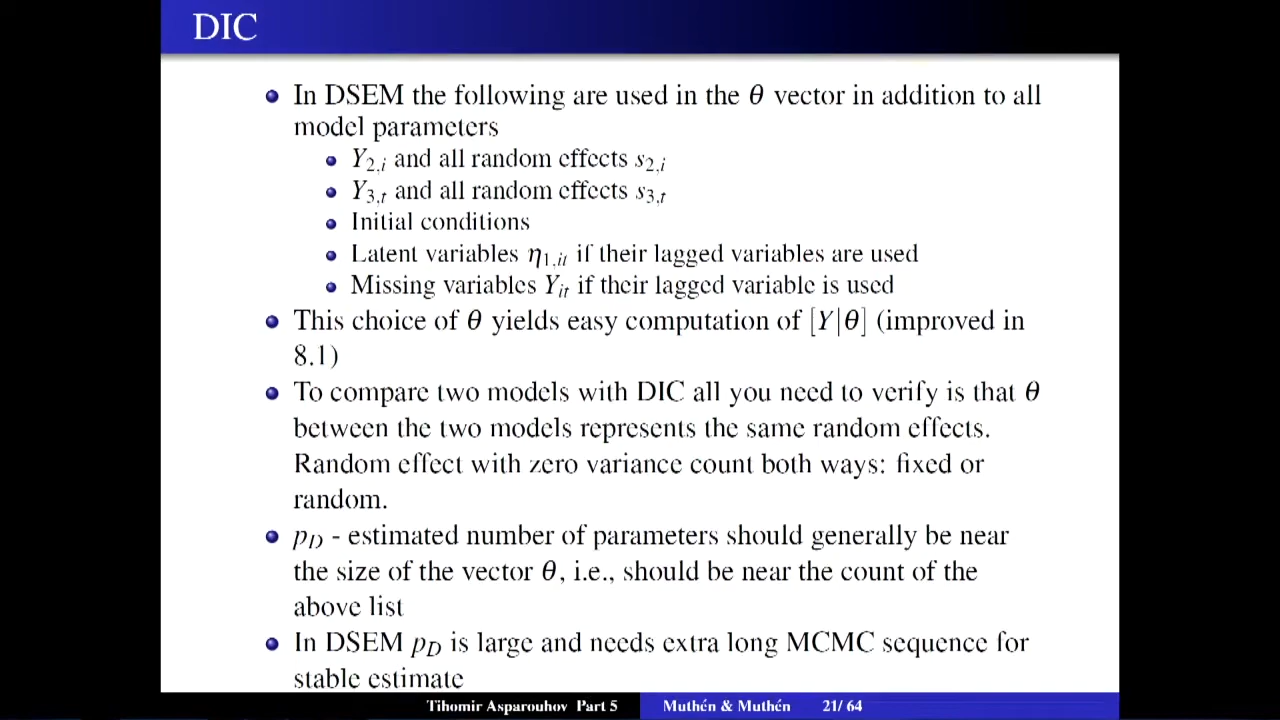 DIC
In DSEM the following are used in the θ vector in addition to all
model parameters
Y2,i and all random effects s2,i
Y3,t and all random effects s3,t
Initial conditions
Latent variables η1,it if their lagged variables are used
Missing variables Yit if their lagged variable is used
This choice of θ yields easy computation of [Y|θ] (improved in
8.1)
To compare two models with DIC all you need to verify is that θ
between the two models represents the same random effects.
Random effect with zero variance count both ways: fixed or
random.
pD - estimated number of parameters should generally be near
the size of the vector θ, i.e., should be near the count of the
above list
In DSEM pD is large and needs extra long MCMC sequence for
stable estimate
Tihomir Asparouhov Part 5 Muthén & Muthén 21/ 64